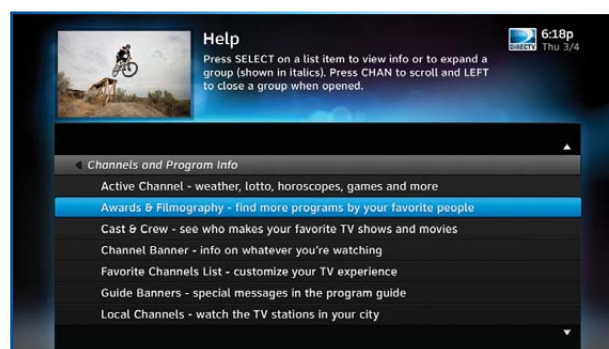 Help
Press SELECT on a list item to view info or to expand a
group (shown in italics). Press CHAN to scroll and LEFT
to close a group when opened.
DIRECTV
6:18p
Thu 3/4
Channels and Program Info
Active Channel - weather, lotto, horoscopes, games and more
Awards & Filmography - find more programs by your favorite people
Cast & Crew - see who makes your favorite TV shows and movies
Channel Banner - info on whatever you're watching
Favorite Channels List - customize your TV experience
Guide Banners - special messages in the program guide
Local Channels - watch the TV stations in your city